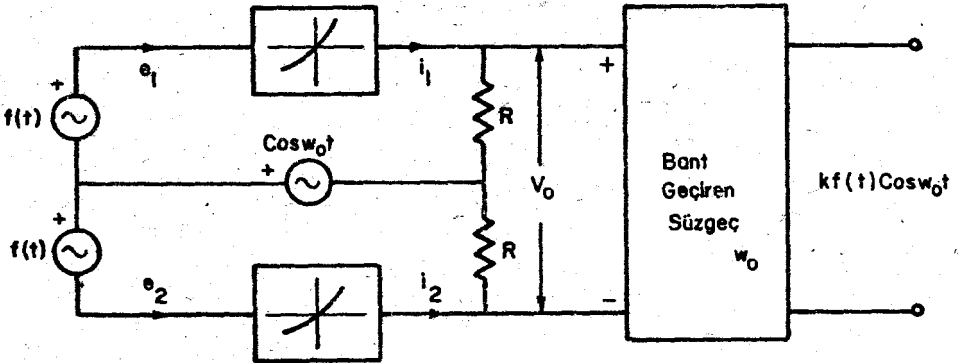 +
e₁
i₁
+
f(t)
R
Cosw₀t
+
V₀
Bant
Geçiren
Süzgeç
w₀
kf(t)Cosw₀t
+
f(t)
R
e₂
i₂
−